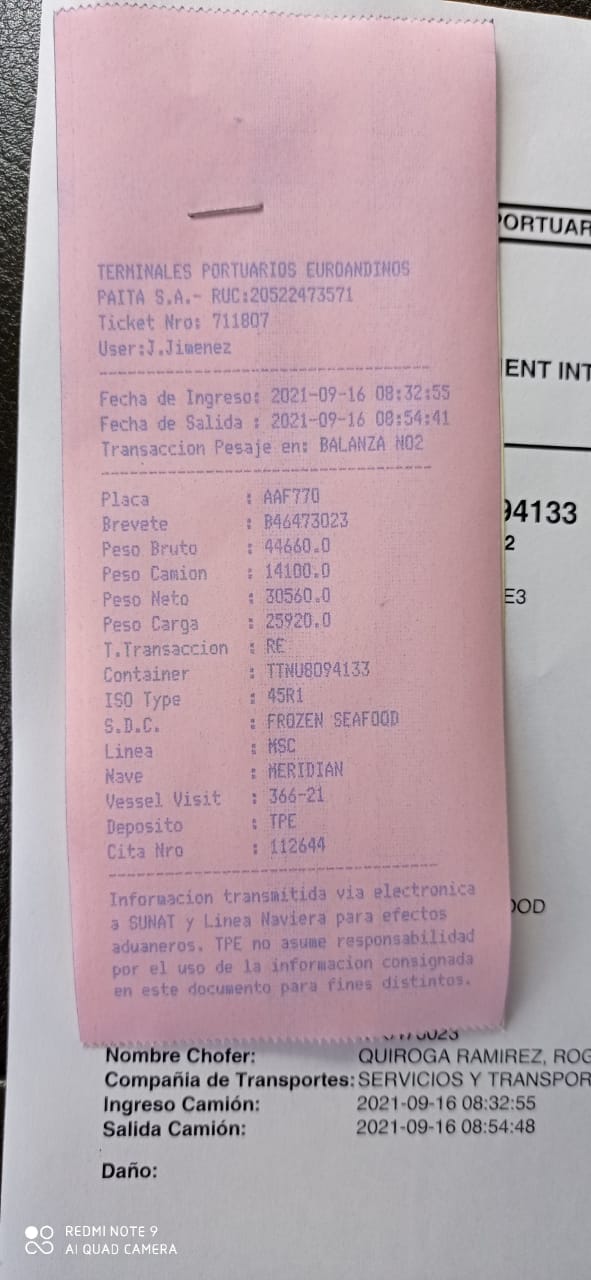 TERMINALES PORTUARIOS EUROANDINOS
PAITA S.A.- RUC:20522473571
Ticket Nro: 711807
User:J.Jimenez
Fecha de Ingreso: 2021-09-16 08:32:55
Fecha de Salida : 2021-09-16 08:54:41
Transaccion Pesaje en: BALANZA NO2
Placa : AAF770
Brevete : B46473023
Peso Bruto : 44660.0
Peso Camion : 14100.0
Peso Neto : 30560.0
Peso Carga : 25920.0
T.Transaccion : RE
Container : TTNU8094133
ISO Type : 45R1
S.D.C. : FROZEN SEAFOOD
Linea : MSC
Nave : MERIDIAN
Vessel Visit : 366-21
Deposito : TPE
Cita Nro : 112644
Informacion transmitida via electronica
a SUNAT y Linea Naviera para efectos
aduaneros. TPE no asume responsabilidad
por el uso de la informacion consignada
en este documento para fines distintos.
PORTUAR
ENT INT
94133
2
E3
OOD
Nombre Chofer: QUIROGA RAMIREZ, ROG
Compañia de Transportes: SERVICIOS Y TRANSPOR
Ingreso Camión: 2021-09-16 08:32:55
Salida Camión: 2021-09-16 08:54:48
Daño:
REDMI NOTE 9
AI QUAD CAMERA